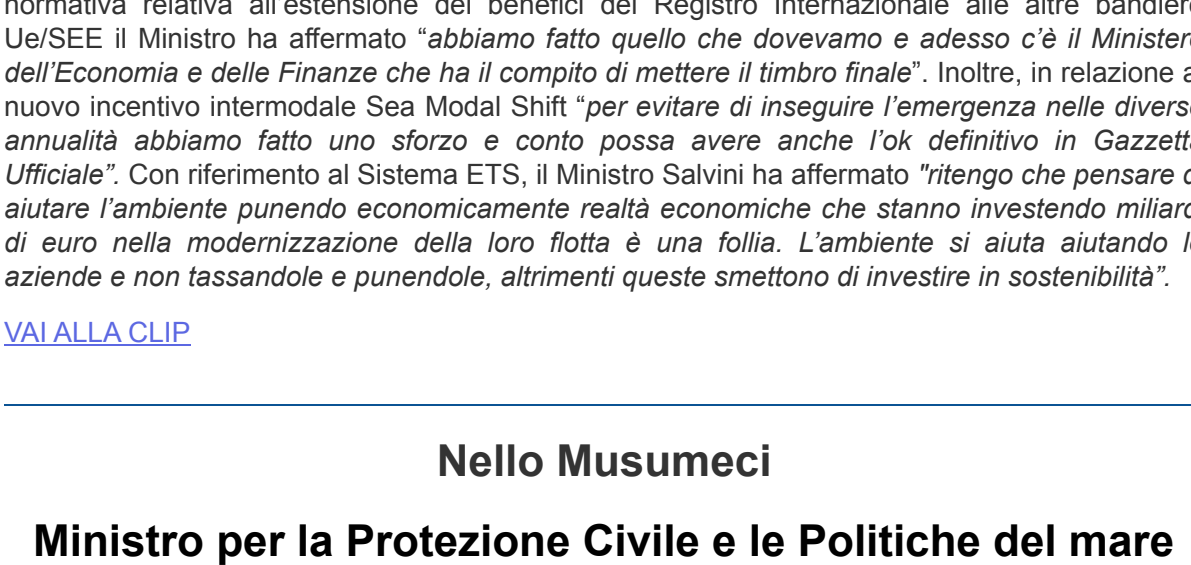 normativa relativa all'estensione dei benefici del Registro Internazionale alle altre bandiere
Ue/SEE il Ministro ha affermato “abbiamo fatto quello che dovevamo e adesso c’è il Ministero
dell’Economia e delle Finanze che ha il compito di mettere il timbro finale”. Inoltre, in relazione a
nuovo incentivo intermodale Sea Modal Shift “per evitare di inseguire l’emergenza nelle diverse
annualità abbiamo fatto uno sforzo e conto possa avere anche l’ok definitivo in Gazzetta
Ufficiale”. Con riferimento al Sistema ETS, il Ministro Salvini ha affermato "ritengo che pensare d
aiutare l’ambiente punendo economicamente realtà economiche che stanno investendo miliard
di euro nella modernizzazione della loro flotta è una follia. L’ambiente si aiuta aiutando le
aziende e non tassandole e punendole, altrimenti queste smettono di investire in sostenibilità”.
VAI ALLA CLIP
Nello Musumeci
Ministro per la Protezione Civile e le Politiche del mare